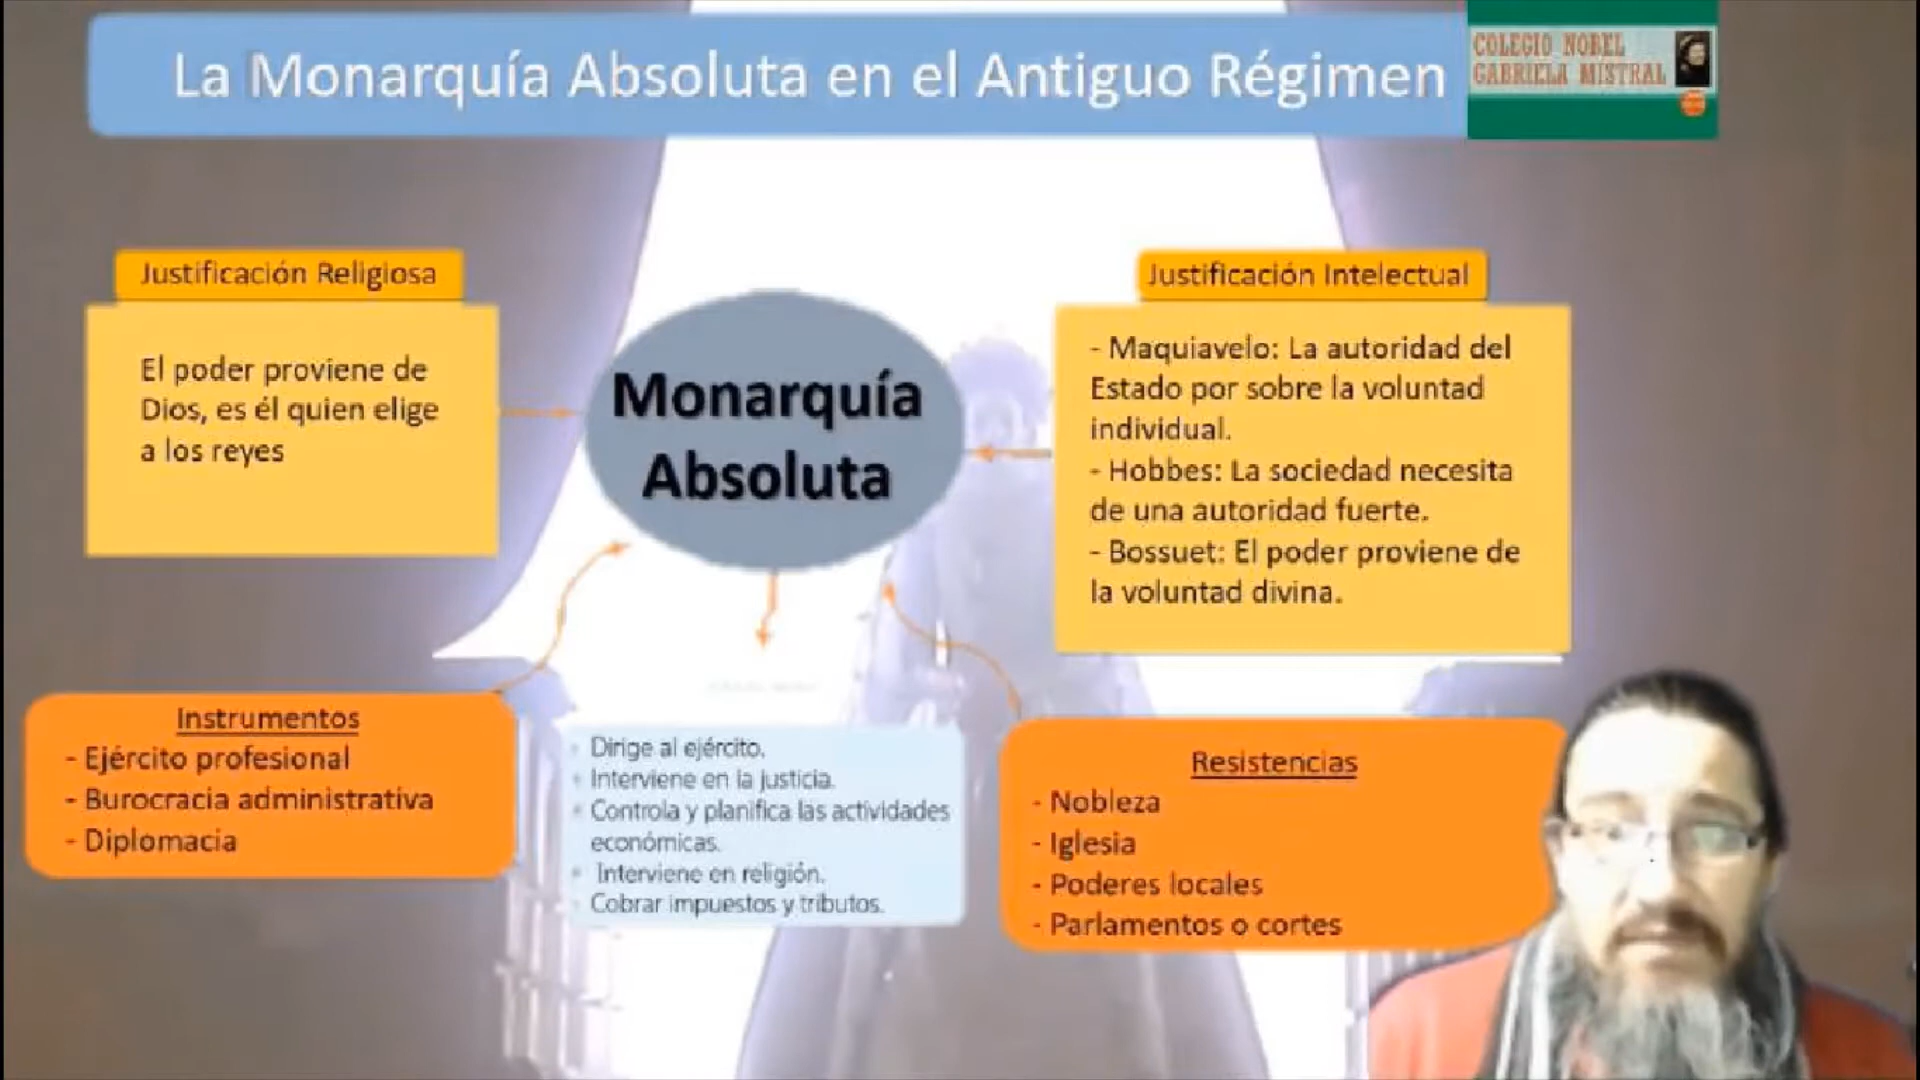 La Monarquía Absoluta en el Antiguo Régimen
COLEGIO NOBEL
GABRIELA MISTRAL
Justificación Religiosa
El poder proviene de
Dios, es él quien elige
a los reyes
Monarquía
Absoluta
Justificación Intelectual
- Maquiavelo: La autoridad del
Estado por sobre la voluntad
individual.
- Hobbes: La sociedad necesita
de una autoridad fuerte.
- Bossuet: El poder proviene de
la voluntad divina.
Instrumentos
- Ejército profesional
- Burocracia administrativa
- Diplomacia
• Dirige al ejército.
• Interviene en la justicia.
• Controla y planifica las actividades
económicas.
• Interviene en religión.
• Cobrar impuestos y tributos.
Resistencias
- Nobleza
- Iglesia
- Poderes locales
- Parlamentos o cortes